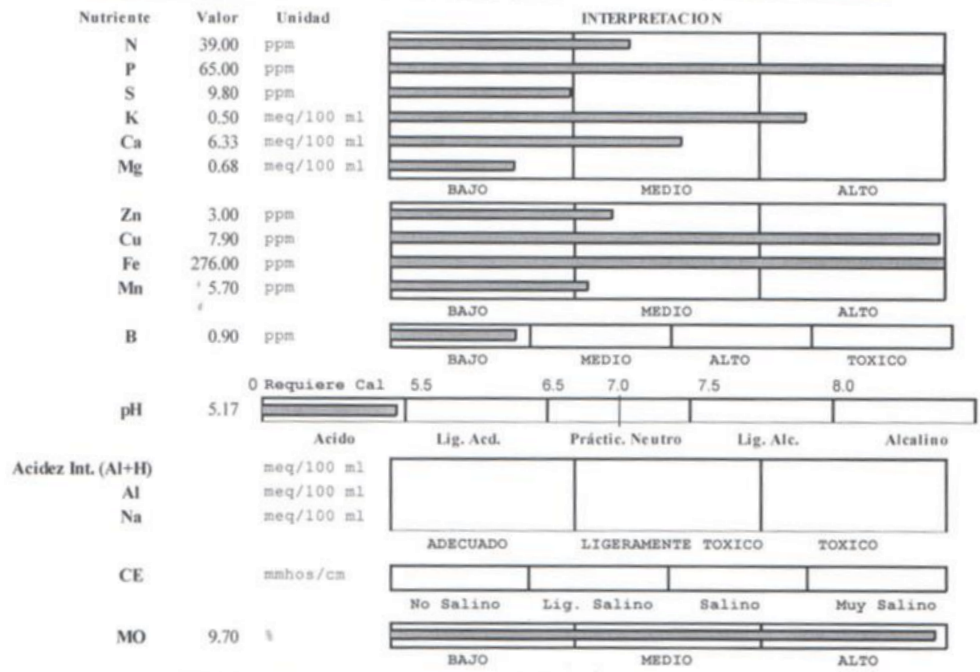 Nutriente Valor Unidad INTERPRETACION
N 39.00 ppm
P 65.00 ppm
S 9.80 ppm
K 0.50 meq/100 ml
Ca 6.33 meq/100 ml
Mg 0.68 meq/100 ml
BAJO MEDIO ALTO
Zn 3.00 ppm
Cu 7.90 ppm
Fe 276.00 ppm
Mn 5.70 ppm
BAJO MEDIO ALTO
B 0.90 ppm
BAJO MEDIO ALTO TOXICO
0 Requiere Cal 5.5 6.5 7.0 7.5 8.0
pH 5.17
Acido Lig. Acd. Práctic. Neutro Lig. Alc. Alcalino
Acidez Int. (Al+H) meq/100 ml
Al meq/100 ml
Na meq/100 ml
ADECUADO LIGERAMENTE TOXICO TOXICO
CE mmhos/cm
No Salino Lig. Salino Salino Muy Salino
MO 9.70 %
BAJO MEDIO ALTO